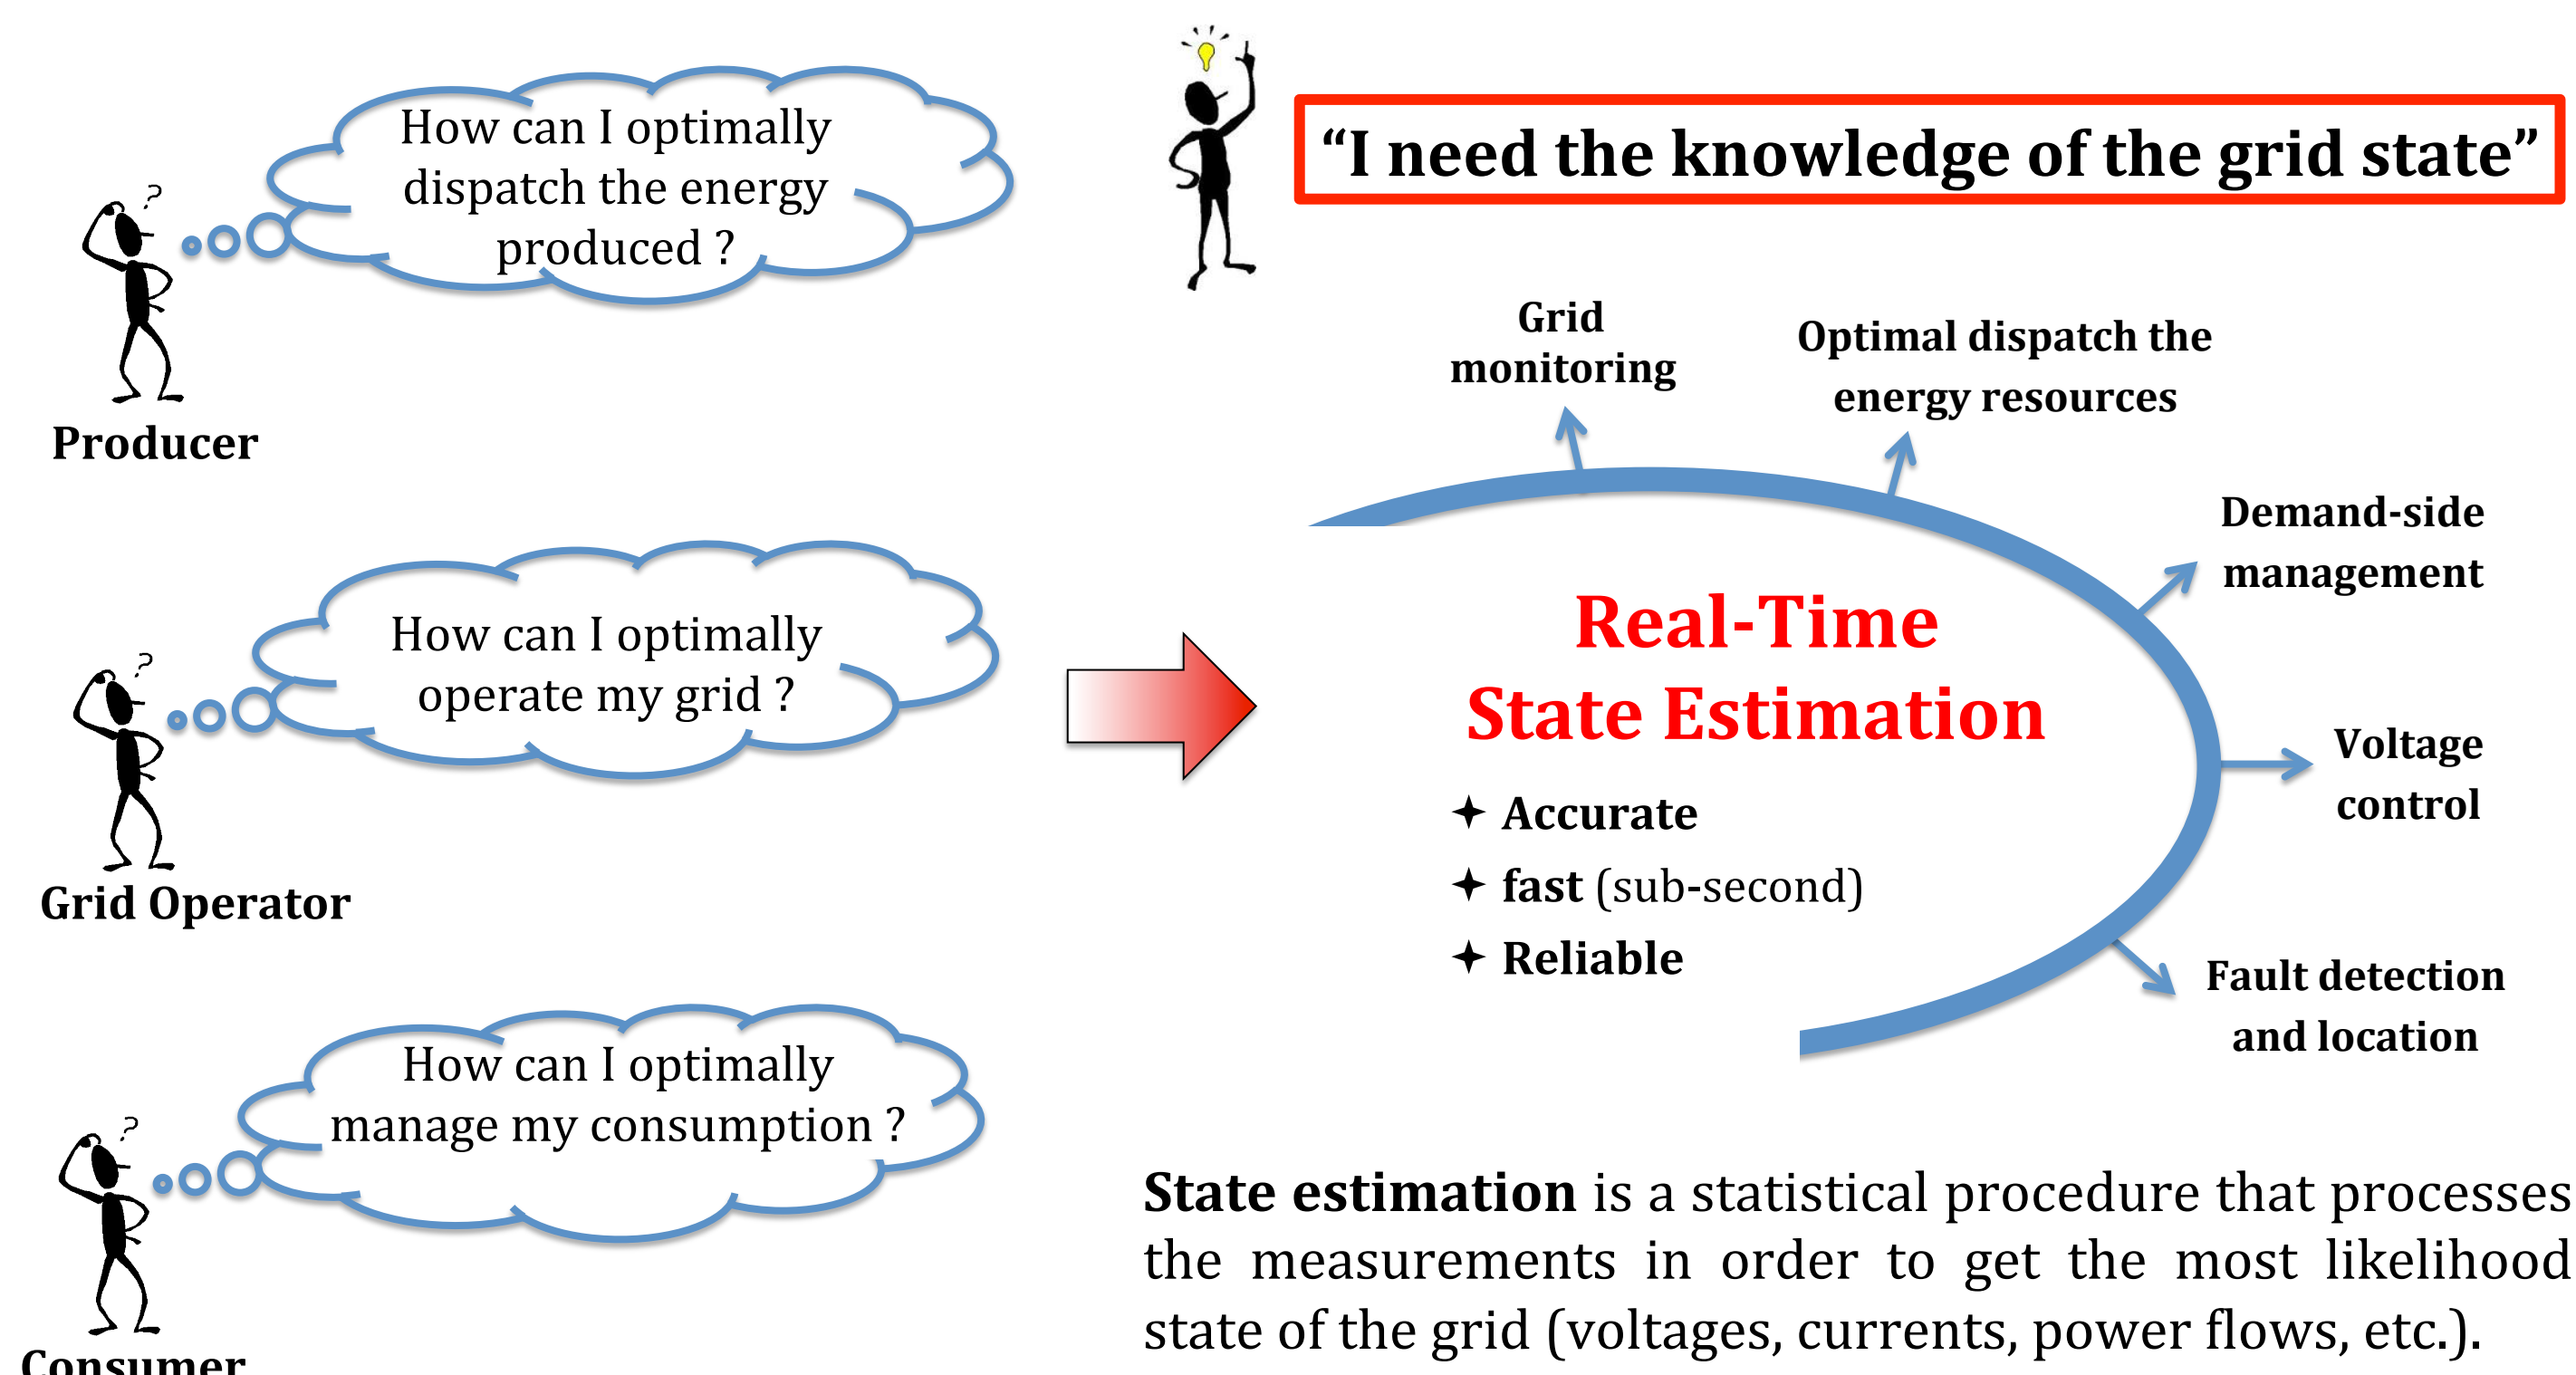 How can I optimally
dispatch the energy
produced ?
?
Producer
How can I optimally
operate my grid ?
?
Grid Operator
How can I optimally
manage my consumption ?
?
Consumer
“I need the knowledge of the grid state”
Grid
monitoring
Optimal dispatch the
energy resources
Demand-side
management
Voltage
control
Fault detection
and location
Real-Time
State Estimation
Accurate
fast (sub-second)
Reliable
State estimation is a statistical procedure that processes
the measurements in order to get the most likelihood
state of the grid (voltages, currents, power flows, etc.).